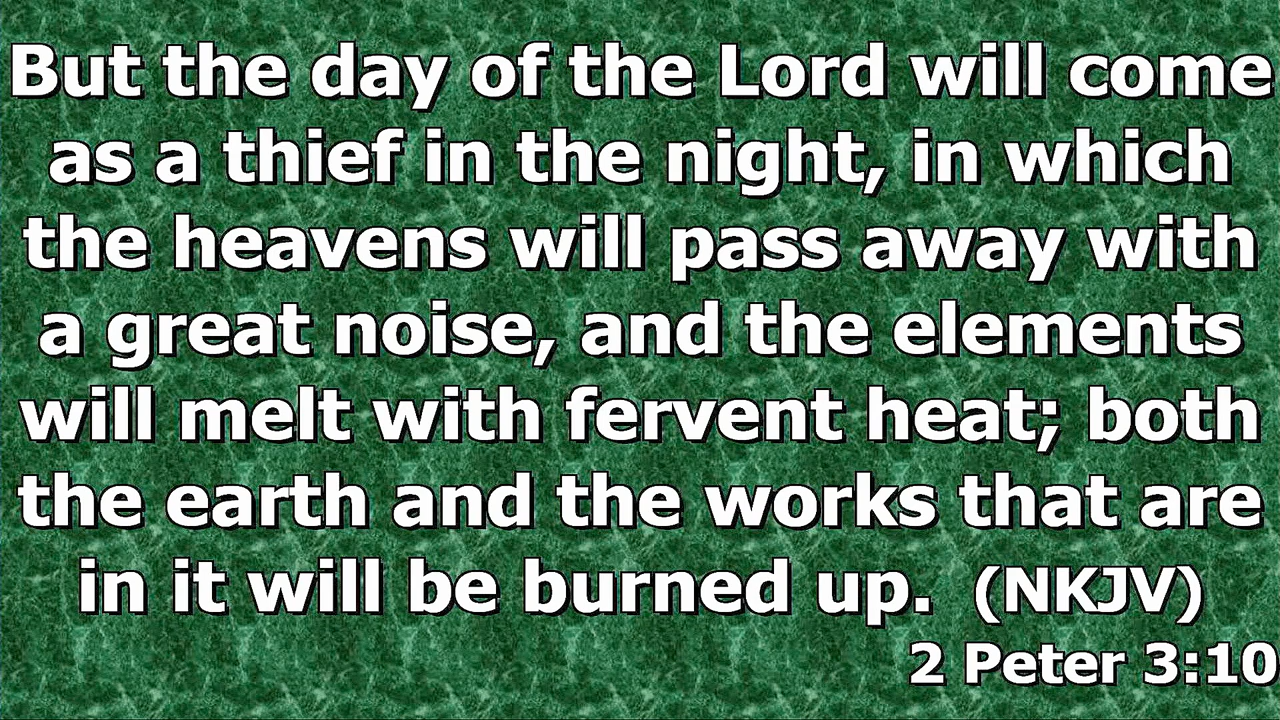 But the day of the Lord will come
as a thief in the night, in which
the heavens will pass away with
a great noise, and the elements
will melt with fervent heat; both
the earth and the works that are
in it will be burned up. (NKJV)
2 Peter 3:10